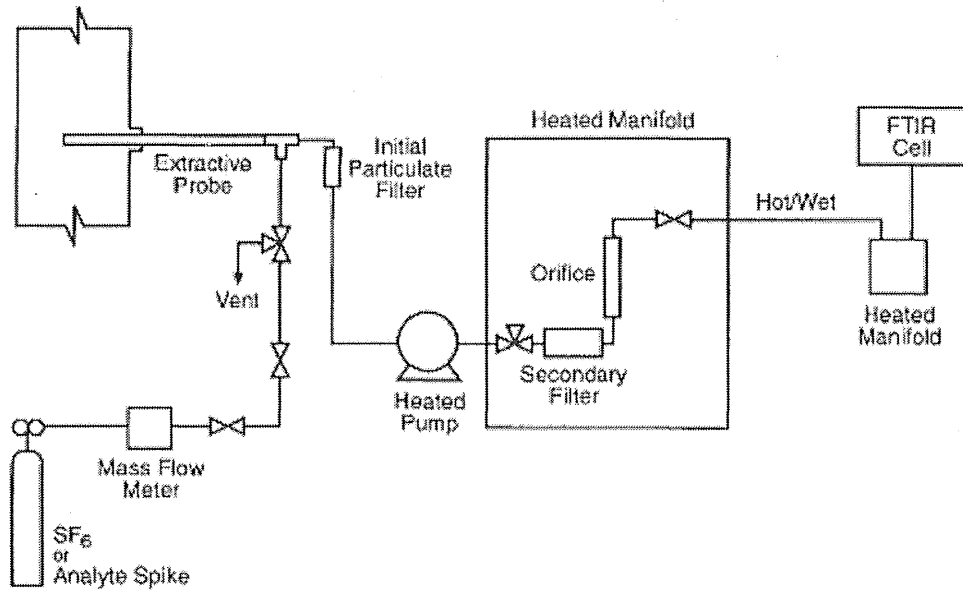 Extractive
Probe
Initial
Particulate
Filter
Heated Manifold
FTIR
Cell
Hot/Wet
Orifice
Vent
Heated
Manifold
Secondary
Filter
Heated
Pump
Mass Flow
Meter
SF6
or
Analyte Spike